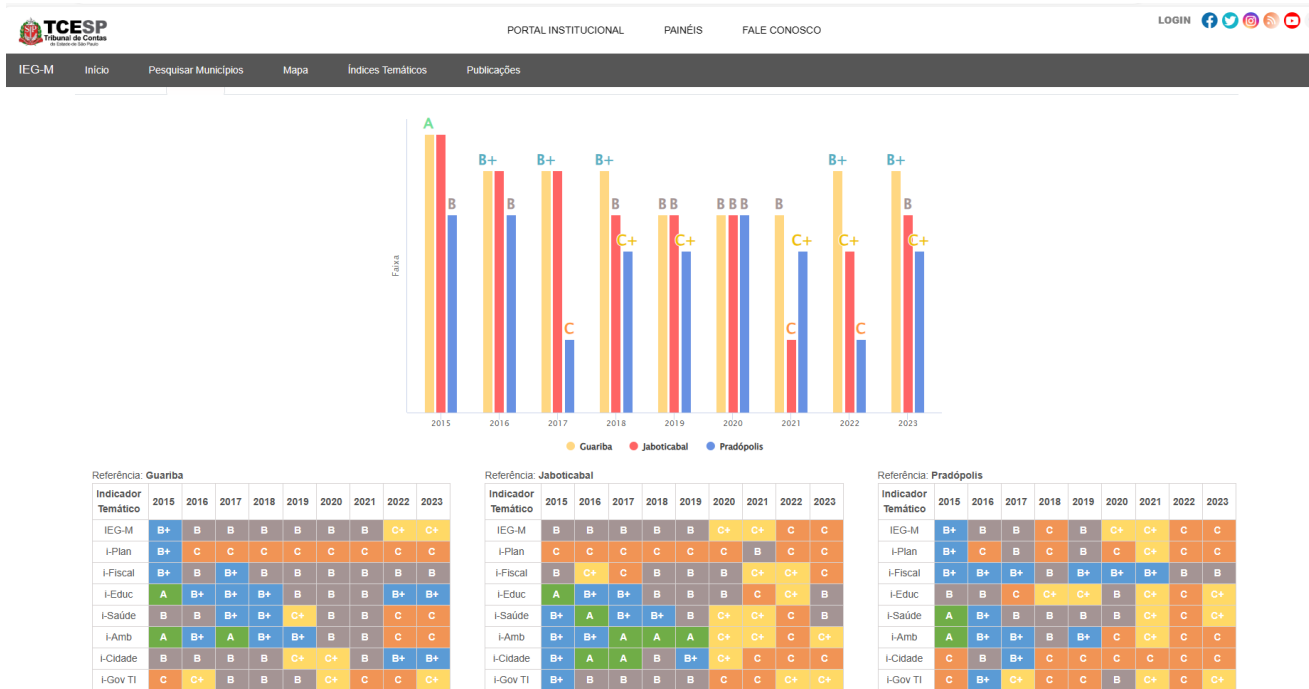 TCESP
Tribunal de Contas
do Estado de São Paulo
PORTAL INSTITUCIONAL PAINÉIS FALE CONOSCO
LOGIN
IEG-M Início Pesquisar Municípios Mapa Índices Temáticos Publicações
A
B+ B+ B+ B+ B+
B B B B B B B B B B
C+ C+ C+ C+ C+
C C C
Faixa
2015 2016 2017 2018 2019 2020 2021 2022 2023
Guariba Jaboticabal Pradópolis
Referência: Guariba
Indicador Temático 2015 2016 2017 2018 2019 2020 2021 2022 2023
IEG-M B+ B B B B B B C+ C+
i-Plan B+ C C C C C C C C
i-Fiscal B+ B B+ B B B B B B
i-Educ A B+ B+ B+ B B B B+ B+
i-Saúde B B B+ B+ C+ B B C C
i-Amb A B+ A B+ B+ B B C C
i-Cidade B B B B C+ C+ B B+ B+
i-Gov TI C C+ B B B C+ C C C+
Referência: Jaboticabal
Indicador Temático 2015 2016 2017 2018 2019 2020 2021 2022 2023
IEG-M B B B B B C+ C+ C C
i-Plan C C C C C C B C C
i-Fiscal B C+ C B B B C+ C+ C
i-Educ A B+ B+ B B B C C+ B
i-Saúde B+ A B+ B+ B C+ C+ C B
i-Amb B+ B+ A A A C+ C+ C C+
i-Cidade B+ A A B B+ C+ C C C
i-Gov TI B+ B B B B C C C+ C+
Referência: Pradópolis
Indicador Temático 2015 2016 2017 2018 2019 2020 2021 2022 2023
IEG-M B+ B B C B C+ C+ C C
i-Plan B+ C B C B C C+ C C
i-Fiscal B+ B+ B+ B B+ B+ B+ B B
i-Educ B B C C+ C+ B C+ C C+
i-Saúde A B+ B B B B C+ C C+
i-Amb A B+ B+ B B+ C C+ C C
i-Cidade C B B+ C C C C C C
i-Gov TI C B+ C+ C C B C+ C C+